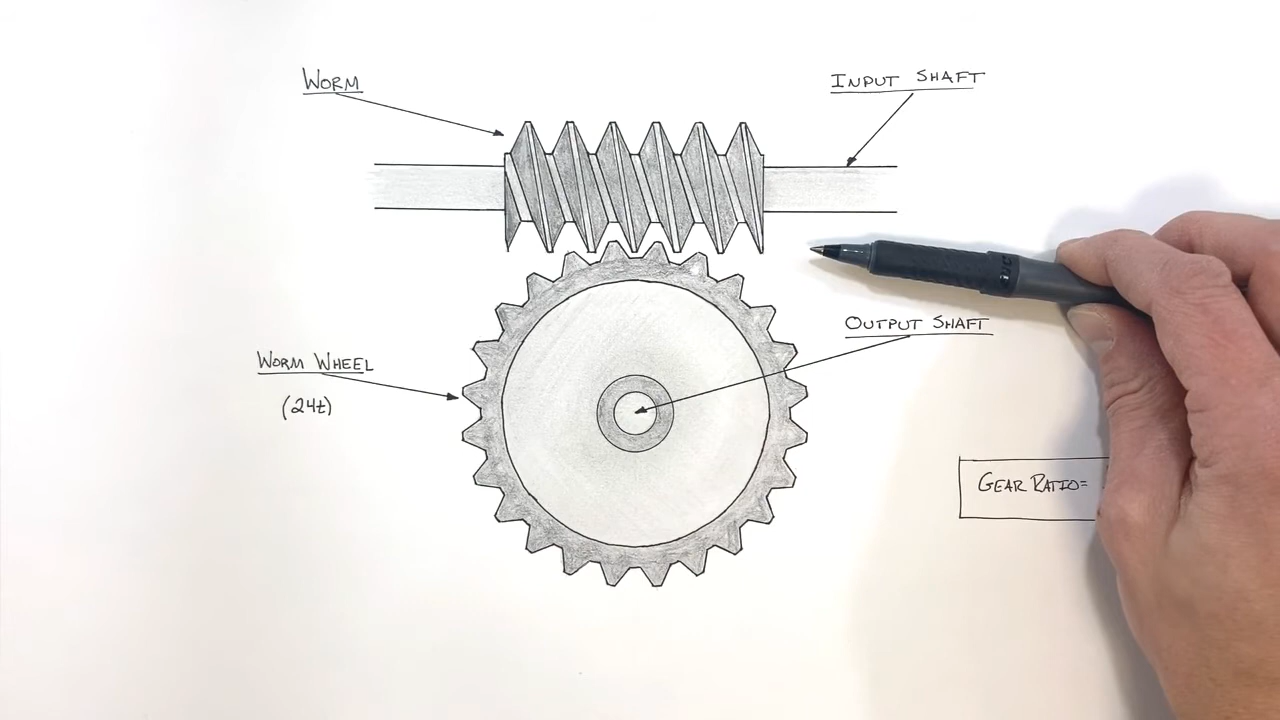 WORM
INPUT SHAFT
OUTPUT SHAFT
WORM WHEEL
(24t)
GEAR RATIO=